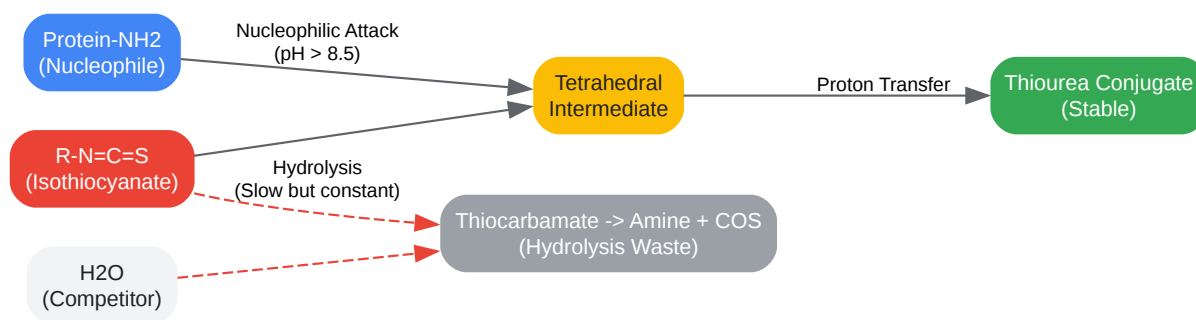 Protein-NH2
(Nucleophile)
Nucleophilic Attack
(pH > 8.5)
Tetrahedral
Intermediate
Proton Transfer
Thiourea Conjugate
(Stable)
R-N=C=S
(Isothiocyanate)
Hydrolysis
(Slow but constant)
Thiocarbamate -> Amine + COS
(Hydrolysis Waste)
H2O
(Competitor)